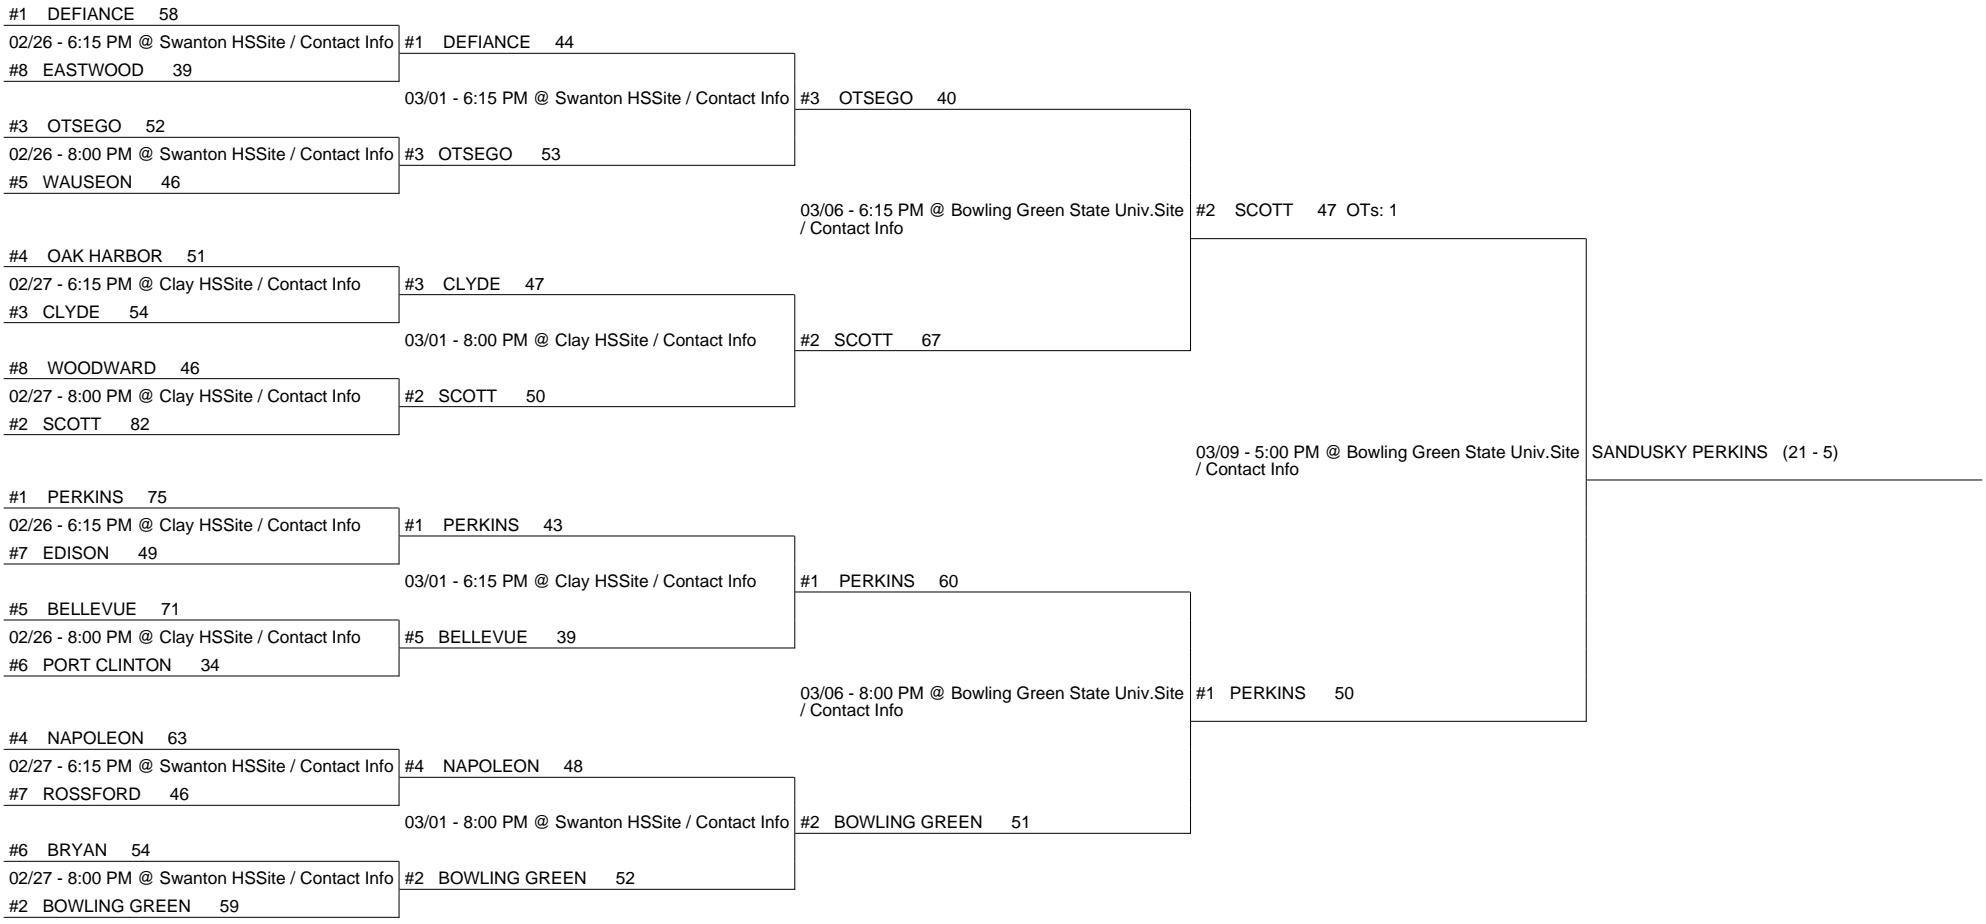 #1 DEFIANCE 58
02/26 - 6:15 PM @ Swanton HSSite / Contact Info
#8 EASTWOOD 39
#3 OTSEGO 52
02/26 - 8:00 PM @ Swanton HSSite / Contact Info
#5 WAUSEON 46
#4 OAK HARBOR 51
02/27 - 6:15 PM @ Clay HSSite / Contact Info
#3 CLYDE 54
#8 WOODWARD 46
02/27 - 8:00 PM @ Clay HSSite / Contact Info
#2 SCOTT 82
#1 PERKINS 75
02/26 - 6:15 PM @ Clay HSSite / Contact Info
#7 EDISON 49
#5 BELLEVUE 71
02/26 - 8:00 PM @ Clay HSSite / Contact Info
#6 PORT CLINTON 34
#4 NAPOLEON 63
02/27 - 6:15 PM @ Swanton HSSite / Contact Info
#7 ROSSFORD 46
#6 BRYAN 54
02/27 - 8:00 PM @ Swanton HSSite / Contact Info
#2 BOWLING GREEN 59
#1 DEFIANCE 44
03/01 - 6:15 PM @ Swanton HSSite / Contact Info
#3 OTSEGO 53
#3 CLYDE 47
03/01 - 8:00 PM @ Clay HSSite / Contact Info
#2 SCOTT 50
#1 PERKINS 43
03/01 - 6:15 PM @ Clay HSSite / Contact Info
#5 BELLEVUE 39
#4 NAPOLEON 48
03/01 - 8:00 PM @ Swanton HSSite / Contact Info
#2 BOWLING GREEN 52
#3 OTSEGO 40
03/06 - 6:15 PM @ Bowling Green State Univ.Site
/ Contact Info
#2 SCOTT 67
#1 PERKINS 60
03/06 - 8:00 PM @ Bowling Green State Univ.Site
/ Contact Info
#2 BOWLING GREEN 51
#2 SCOTT 47 OTs: 1
03/09 - 5:00 PM @ Bowling Green State Univ.Site
/ Contact Info
#1 PERKINS 50
SANDUSKY PERKINS (21 - 5)